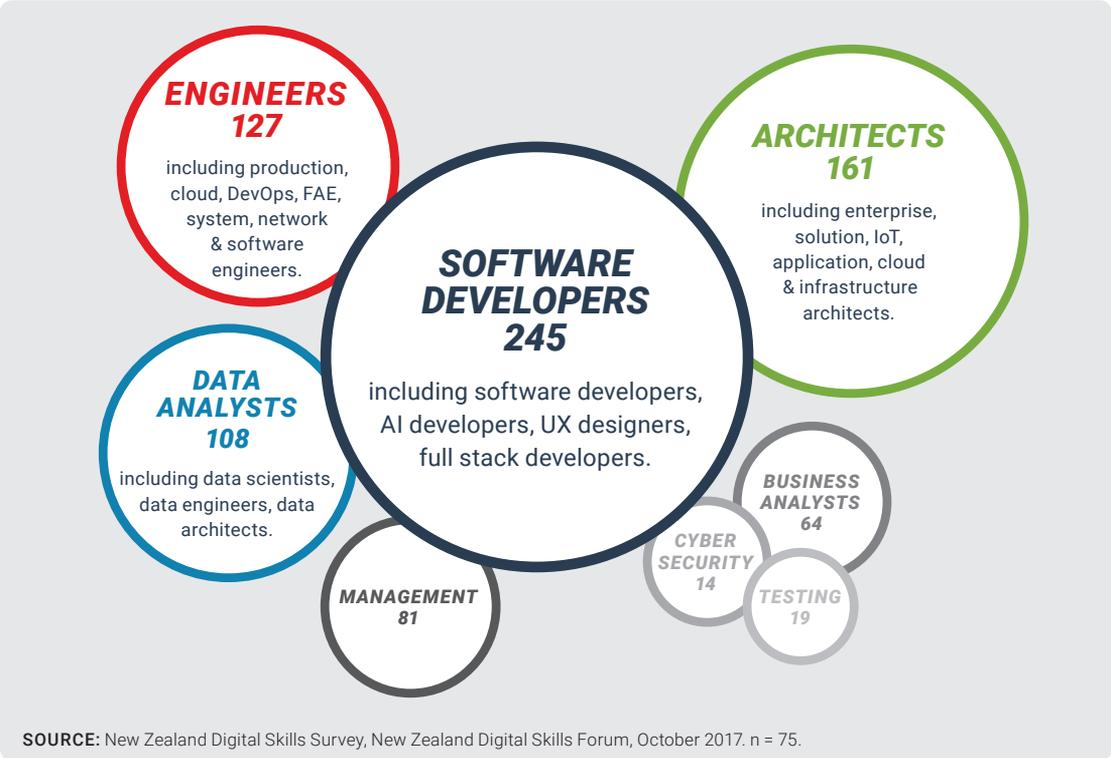 ENGINEERS
127
including production,
cloud, DevOps, FAE,
system, network
& software
engineers.
ARCHITECTS
161
including enterprise,
solution, IoT,
application, cloud
& infrastructure
architects.
SOFTWARE
DEVELOPERS
245
including software developers,
AI developers, UX designers,
full stack developers.
DATA
ANALYSTS
108
including data scientists,
data engineers, data
architects.
BUSINESS
ANALYSTS
64
CYBER
SECURITY
14
TESTING
19
MANAGEMENT
81
SOURCE: New Zealand Digital Skills Survey, New Zealand Digital Skills Forum, October 2017. n = 75.